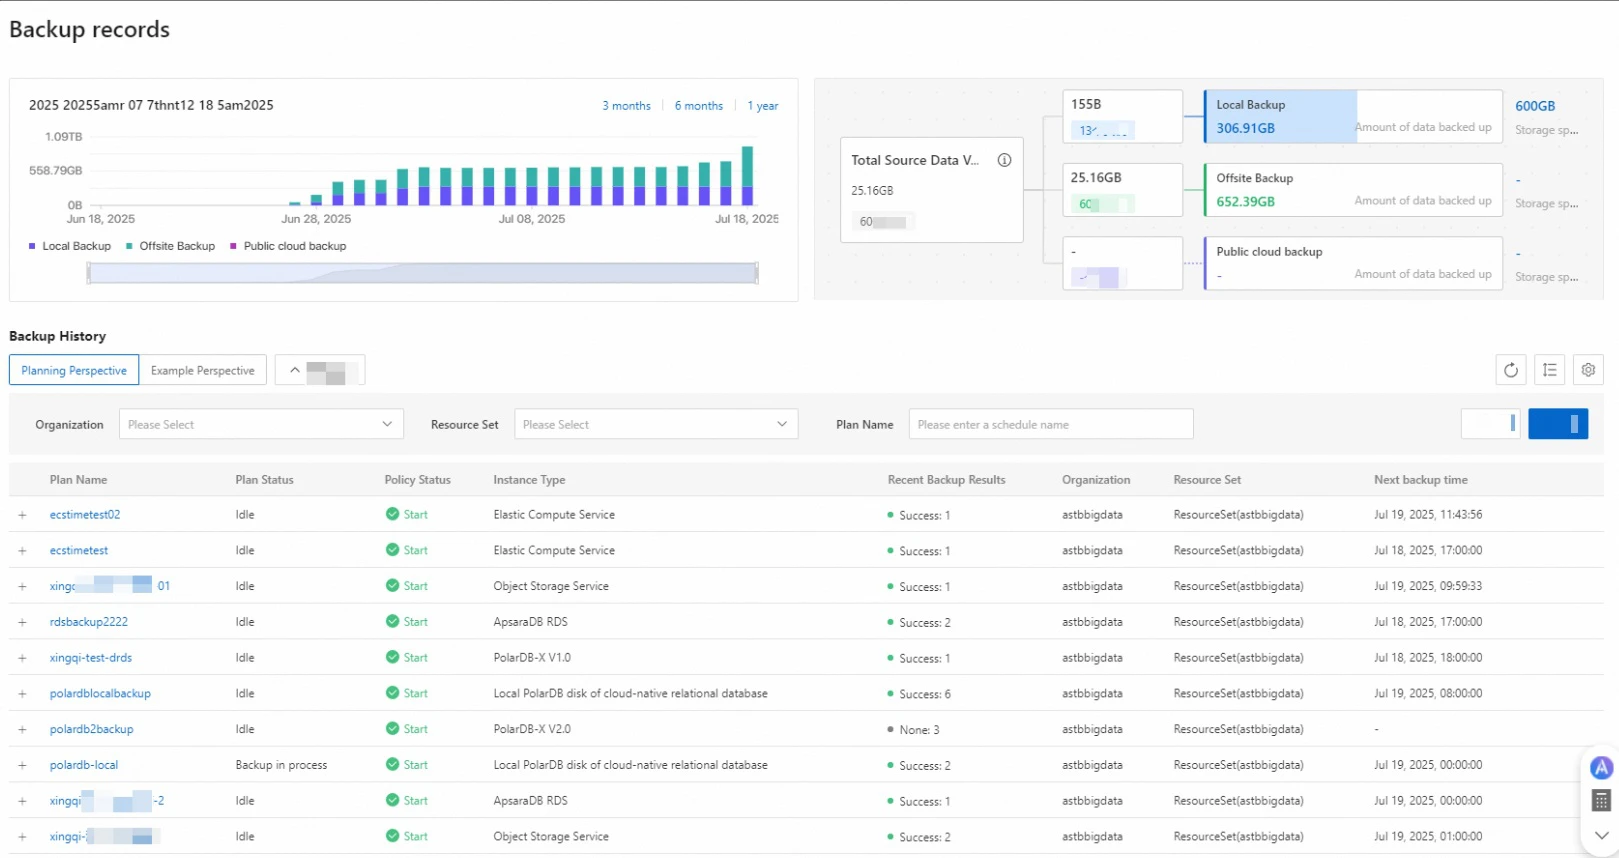 Backup records
2025 20255amr 07 7thnt12 18 5am2025
3 months
6 months
1 year
1.09TB
558.79GB
0B
Jun 18, 2025
Jun 28, 2025
Jul 08, 2025
Jul 18, 2025
Local Backup
Offsite Backup
Public cloud backup
Total Source Data V...
25.16GB
60
155B
Local Backup
306.91GB
Amount of data backed up
600GB
Storage sp...
25.16GB
60
Offsite Backup
652.39GB
Amount of data backed up
-
Storage sp...
-
Public cloud backup
-
Amount of data backed up
-
Storage sp...
Backup History
Planning Perspective
Example Perspective
Organization Please Select Resource Set Please Select Plan Name Please enter a schedule name
Plan Name Plan Status Policy Status Instance Type Recent Backup Results Organization Resource Set Next backup time
+ ecstimetest02 Idle Start Elastic Compute Service Success: 1 astbbigdata ResourceSet(astbbigdata) Jul 19, 2025, 11:43:56
+ ecstimetest Idle Start Elastic Compute Service Success: 1 astbbigdata ResourceSet(astbbigdata) Jul 18, 2025, 17:00:00
+ xingq 01 Idle Start Object Storage Service Success: 1 astbbigdata ResourceSet(astbbigdata) Jul 19, 2025, 09:59:33
+ rdsbackup2222 Idle Start ApsaraDB RDS Success: 2 astbbigdata ResourceSet(astbbigdata) Jul 18, 2025, 17:00:00
+ xingqi-test-drds Idle Start PolarDB-X V1.0 Success: 1 astbbigdata ResourceSet(astbbigdata) Jul 18, 2025, 18:00:00
+ polardblocalbackup Idle Start Local PolarDB disk of cloud-native relational database Success: 6 astbbigdata ResourceSet(astbbigdata) Jul 19, 2025, 08:00:00
+ polardb2backup Idle Start PolarDB-X V2.0 None: 3 astbbigdata ResourceSet(astbbigdata) -
+ polardb-local Backup in process Start Local PolarDB disk of cloud-native relational database Success: 2 astbbigdata ResourceSet(astbbigdata) Jul 19, 2025, 00:00:00
+ xingqi -2 Idle Start ApsaraDB RDS Success: 1 astbbigdata ResourceSet(astbbigdata) Jul 19, 2025, 00:00:00
+ xingqi- Idle Start Object Storage Service Success: 2 astbbigdata ResourceSet(astbbigdata) Jul 19, 2025, 01:00:00